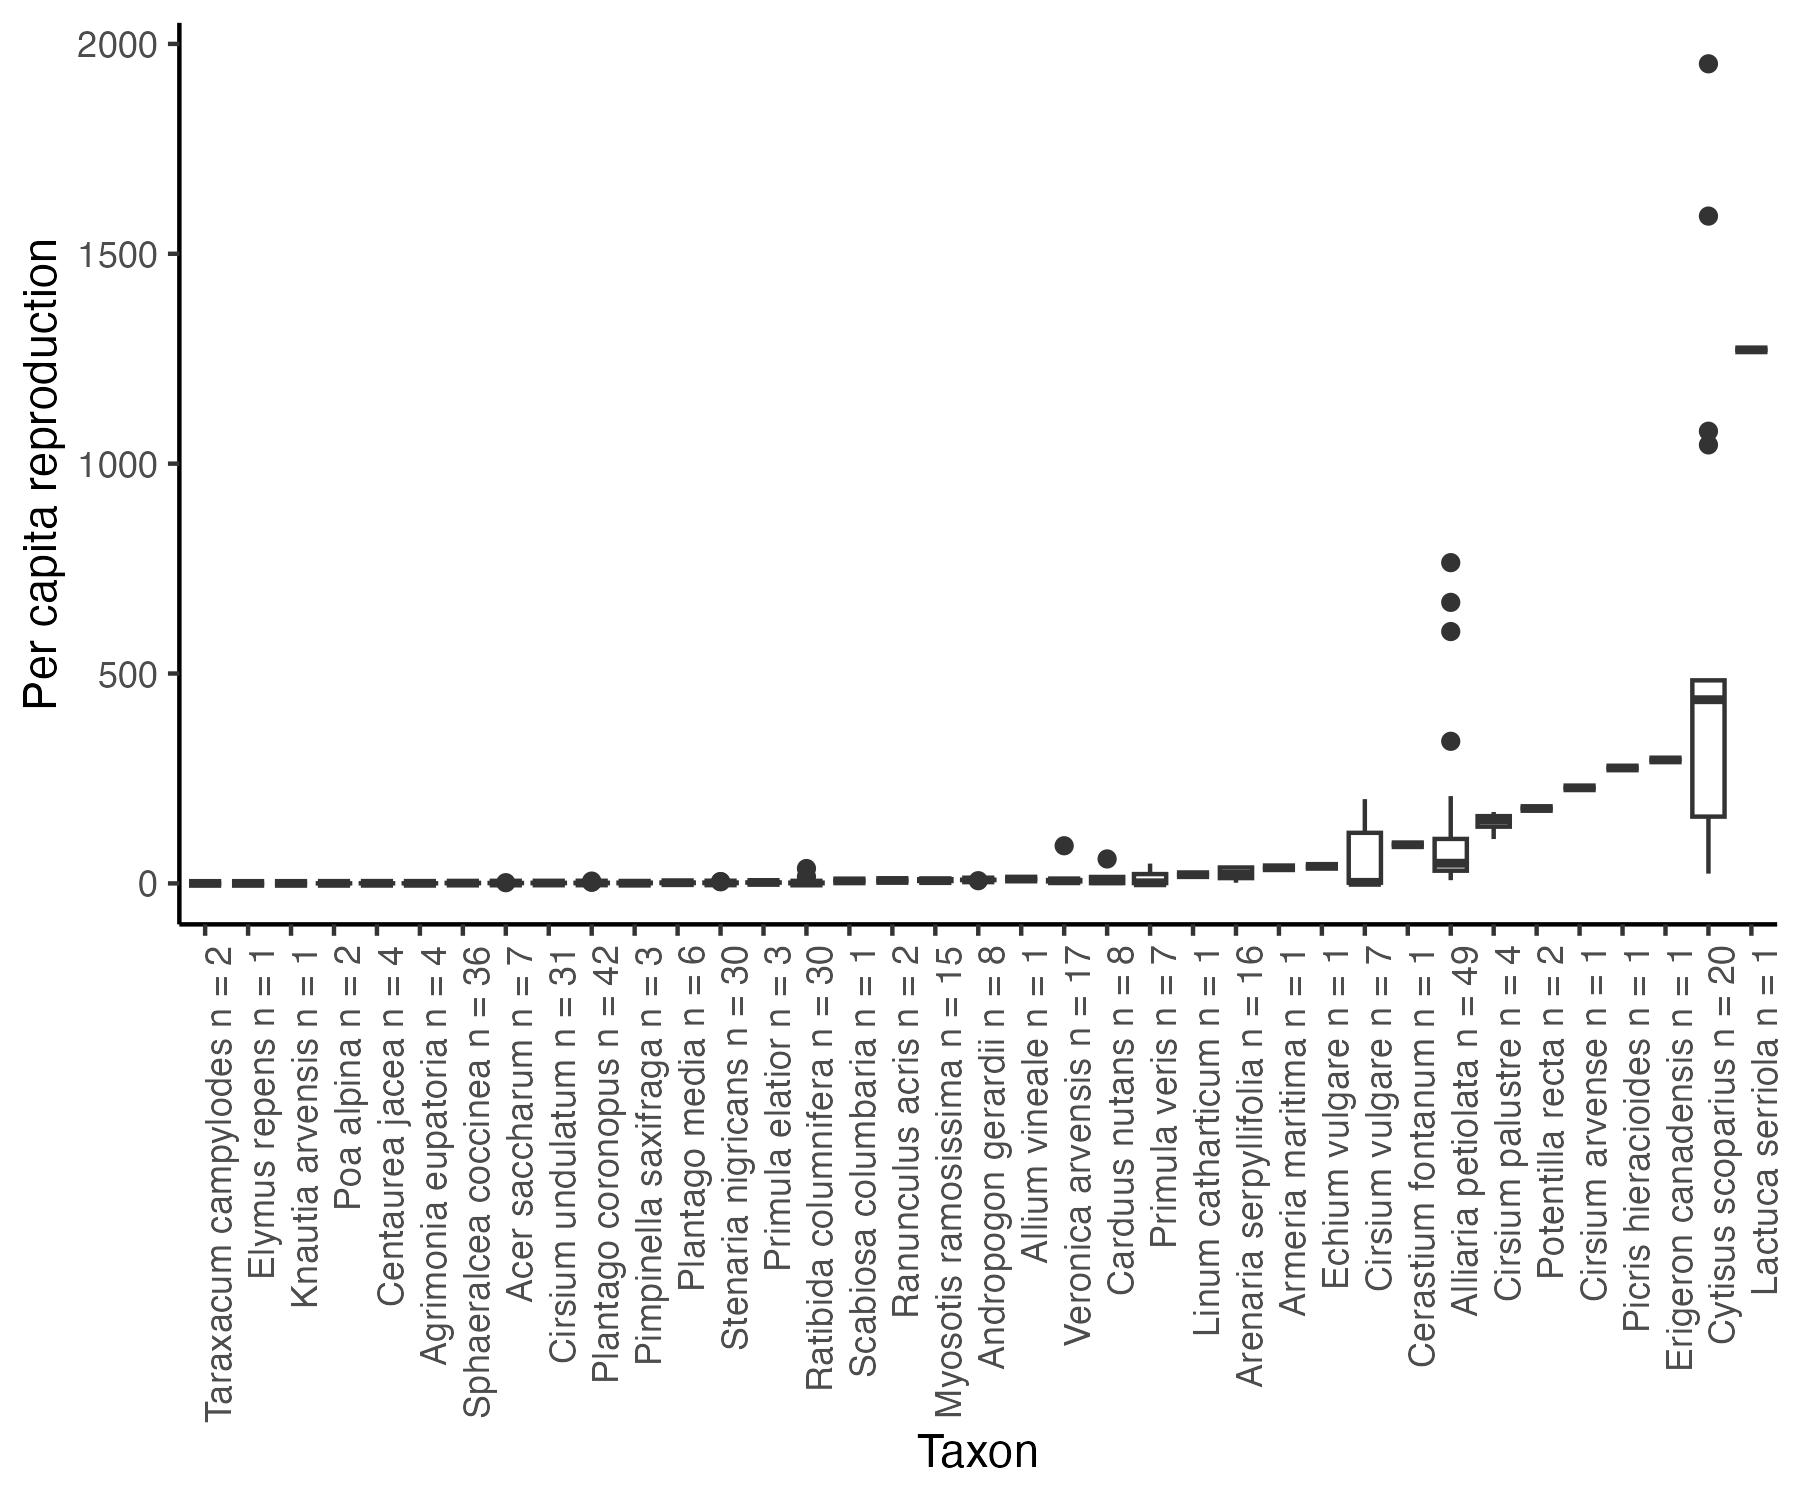 2000
1500
1000
500
0
Per capita reproduction
Taraxacum campylodes n = 2
Elymus repens n = 1
Knautia arvensis n = 1
Poa alpina n = 2
Centaurea jacea n = 4
Agrimonia eupatoria n = 4
Sphaeralcea coccinea n = 36
Acer saccharum n = 7
Cirsium undulatum n = 31
Plantago coronopus n = 42
Pimpinella saxifraga n = 3
Plantago media n = 6
Stenaria nigricans n = 30
Primula elatior n = 3
Ratibida columnifera n = 30
Scabiosa columbaria n = 1
Ranunculus acris n = 2
Myosotis ramosissima n = 15
Andropogon gerardii n = 8
Allium vineale n = 1
Veronica arvensis n = 17
Carduus nutans n = 8
Primula veris n = 7
Linum catharticum n = 1
Arenaria serpyllifolia n = 16
Armeria maritima n = 1
Echium vulgare n = 1
Cirsium vulgare n = 7
Cerastium fontanum n = 1
Alliaria petiolata n = 49
Cirsium palustre n = 4
Potentilla recta n = 2
Cirsium arvense n = 1
Picris hieracioides n = 1
Erigeron canadensis n = 1
Cytisus scoparius n = 20
Lactuca serriola n = 1
Taxon